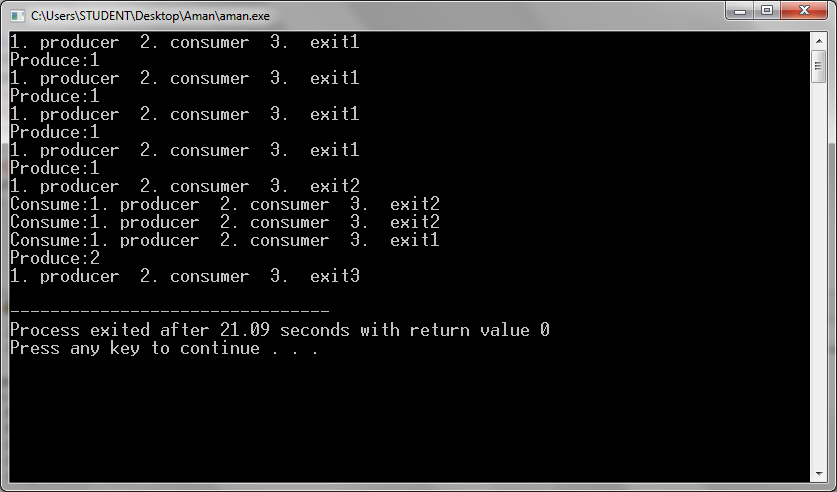 C:\Users\STUDENT\Desktop\Aman\aman.exe
1. producer  2. consumer  3.  exit1
Produce:1
1. producer  2. consumer  3.  exit1
Produce:1
1. producer  2. consumer  3.  exit1
Produce:1
1. producer  2. consumer  3.  exit1
Produce:1
1. producer  2. consumer  3.  exit2
Consume:1. producer  2. consumer  3.  exit2
Consume:1. producer  2. consumer  3.  exit2
Consume:1. producer  2. consumer  3.  exit1
Produce:2
1. producer  2. consumer  3.  exit3
--------------------------------
Process exited after 21.09 seconds with return value 0
Press any key to continue . . .